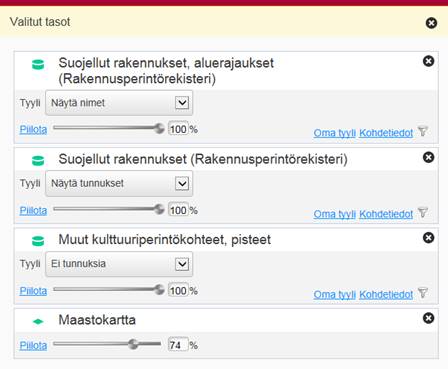 Valitut tasot
Suojellut rakennukset, aluerajaukset
(Rakennusperintörekisteri)
Tyyli Näytä nimet
Piilota 100 % Oma tyyli Kohdetiedot
Suojellut rakennukset (Rakennusperintörekisteri)
Tyyli Näytä tunnukset
Piilota 100 % Oma tyyli Kohdetiedot
Muut kulttuuriperintökohteet, pisteet
Tyyli Ei tunnuksia
Piilota 100 % Oma tyyli Kohdetiedot
Maastokartta
Piilota 74 %